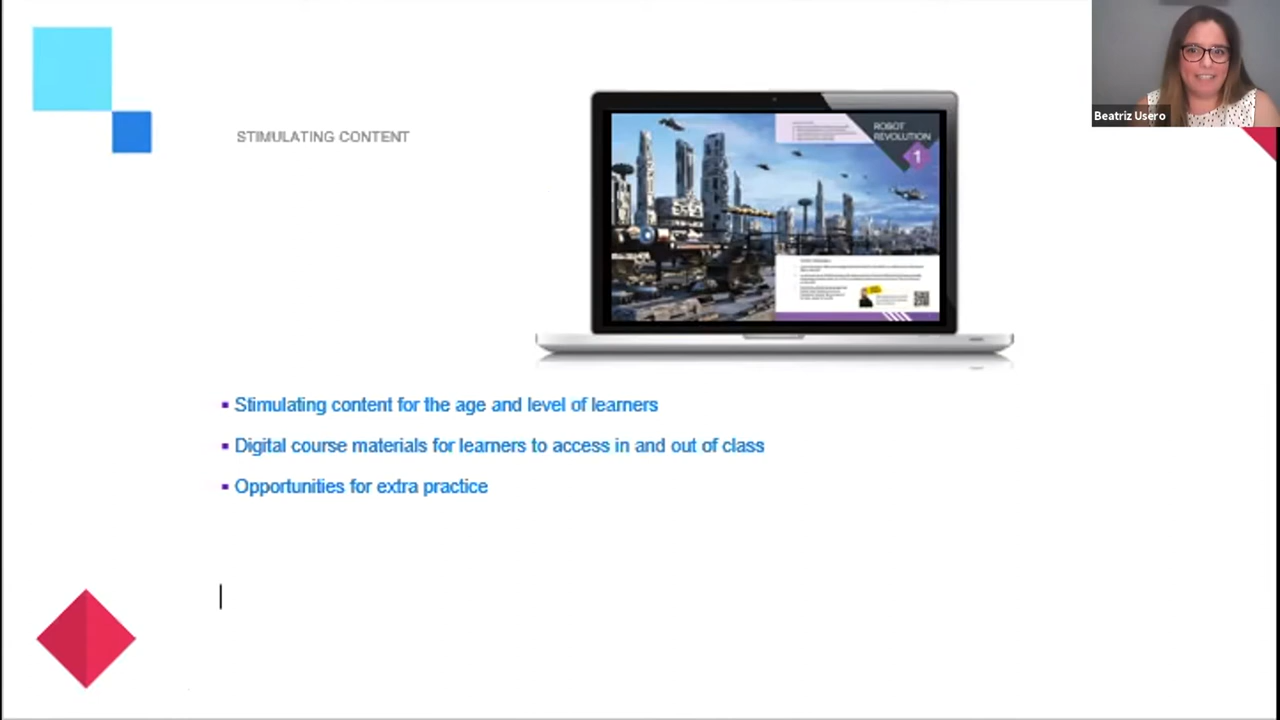 STIMULATING CONTENT
ROBOT
REVOLUTION
1
Beatriz Usero
▪ Stimulating content for the age and level of learners
▪ Digital course materials for learners to access in and out of class
▪ Opportunities for extra practice